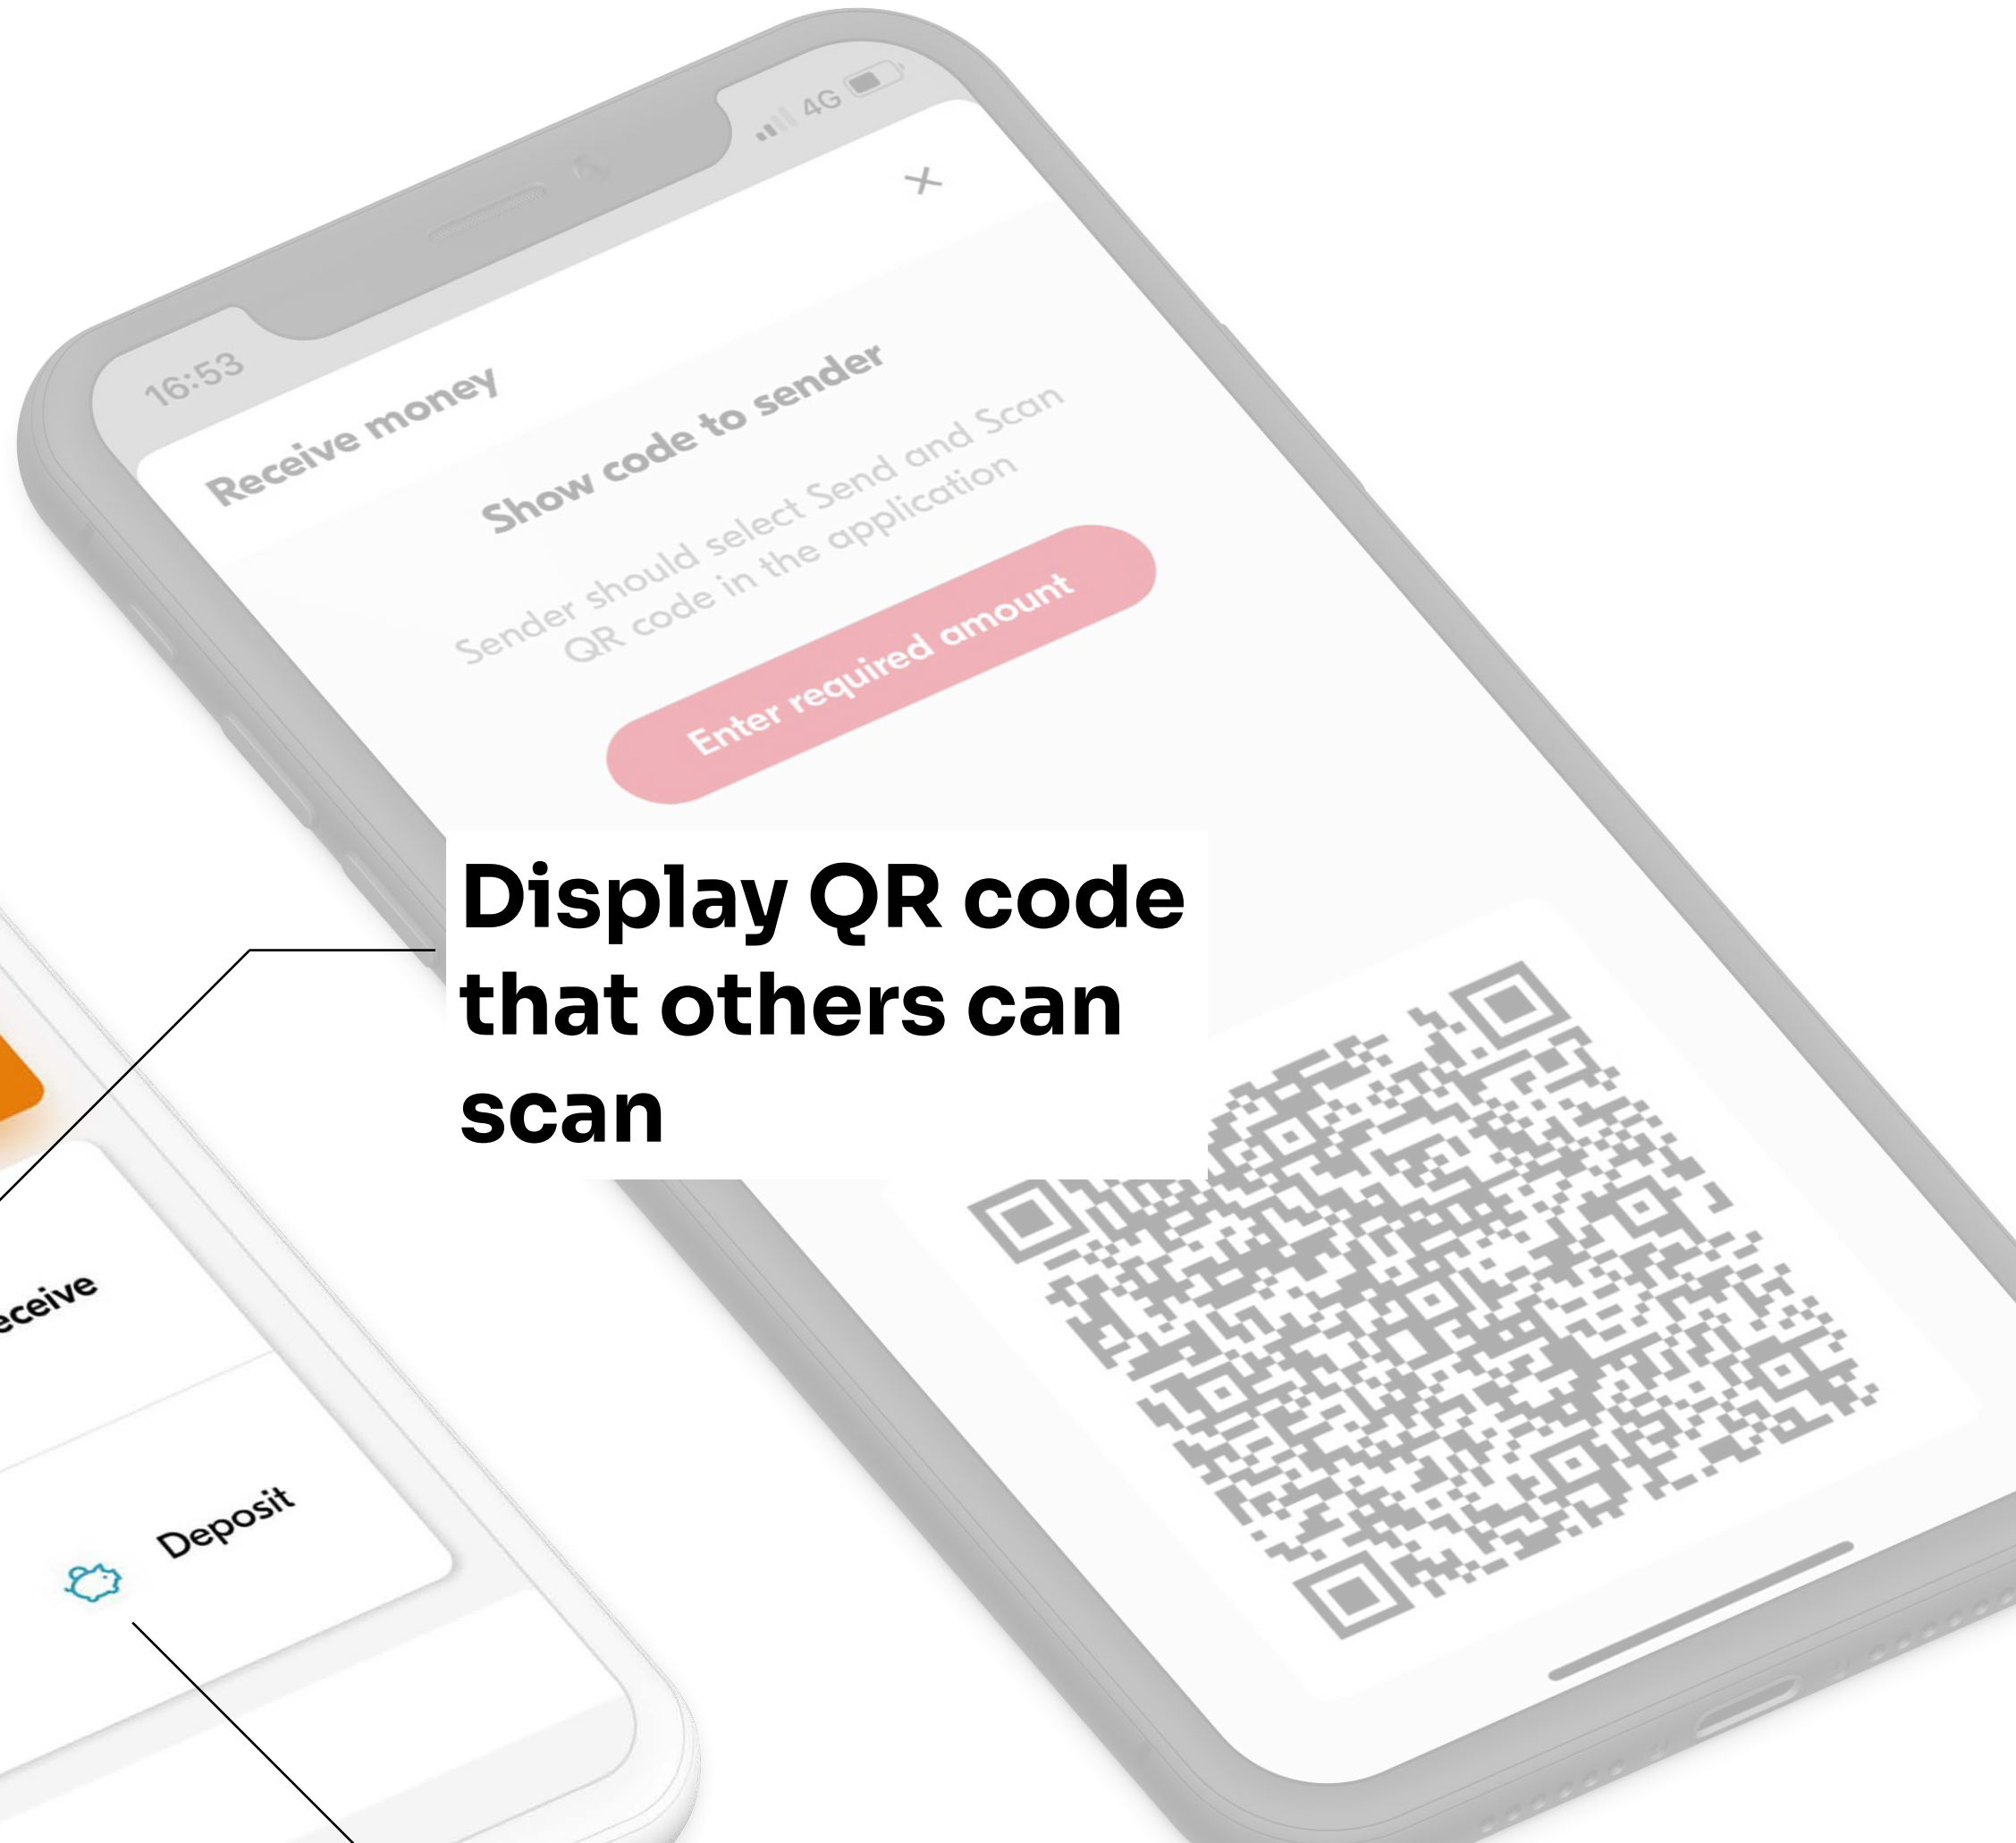 4G
16:53
Receive money
Show code to sender
Sender should select Send and Scan
QR code in the application
Enter required amount
Display QR code
that others can
scan
eceive
Deposit